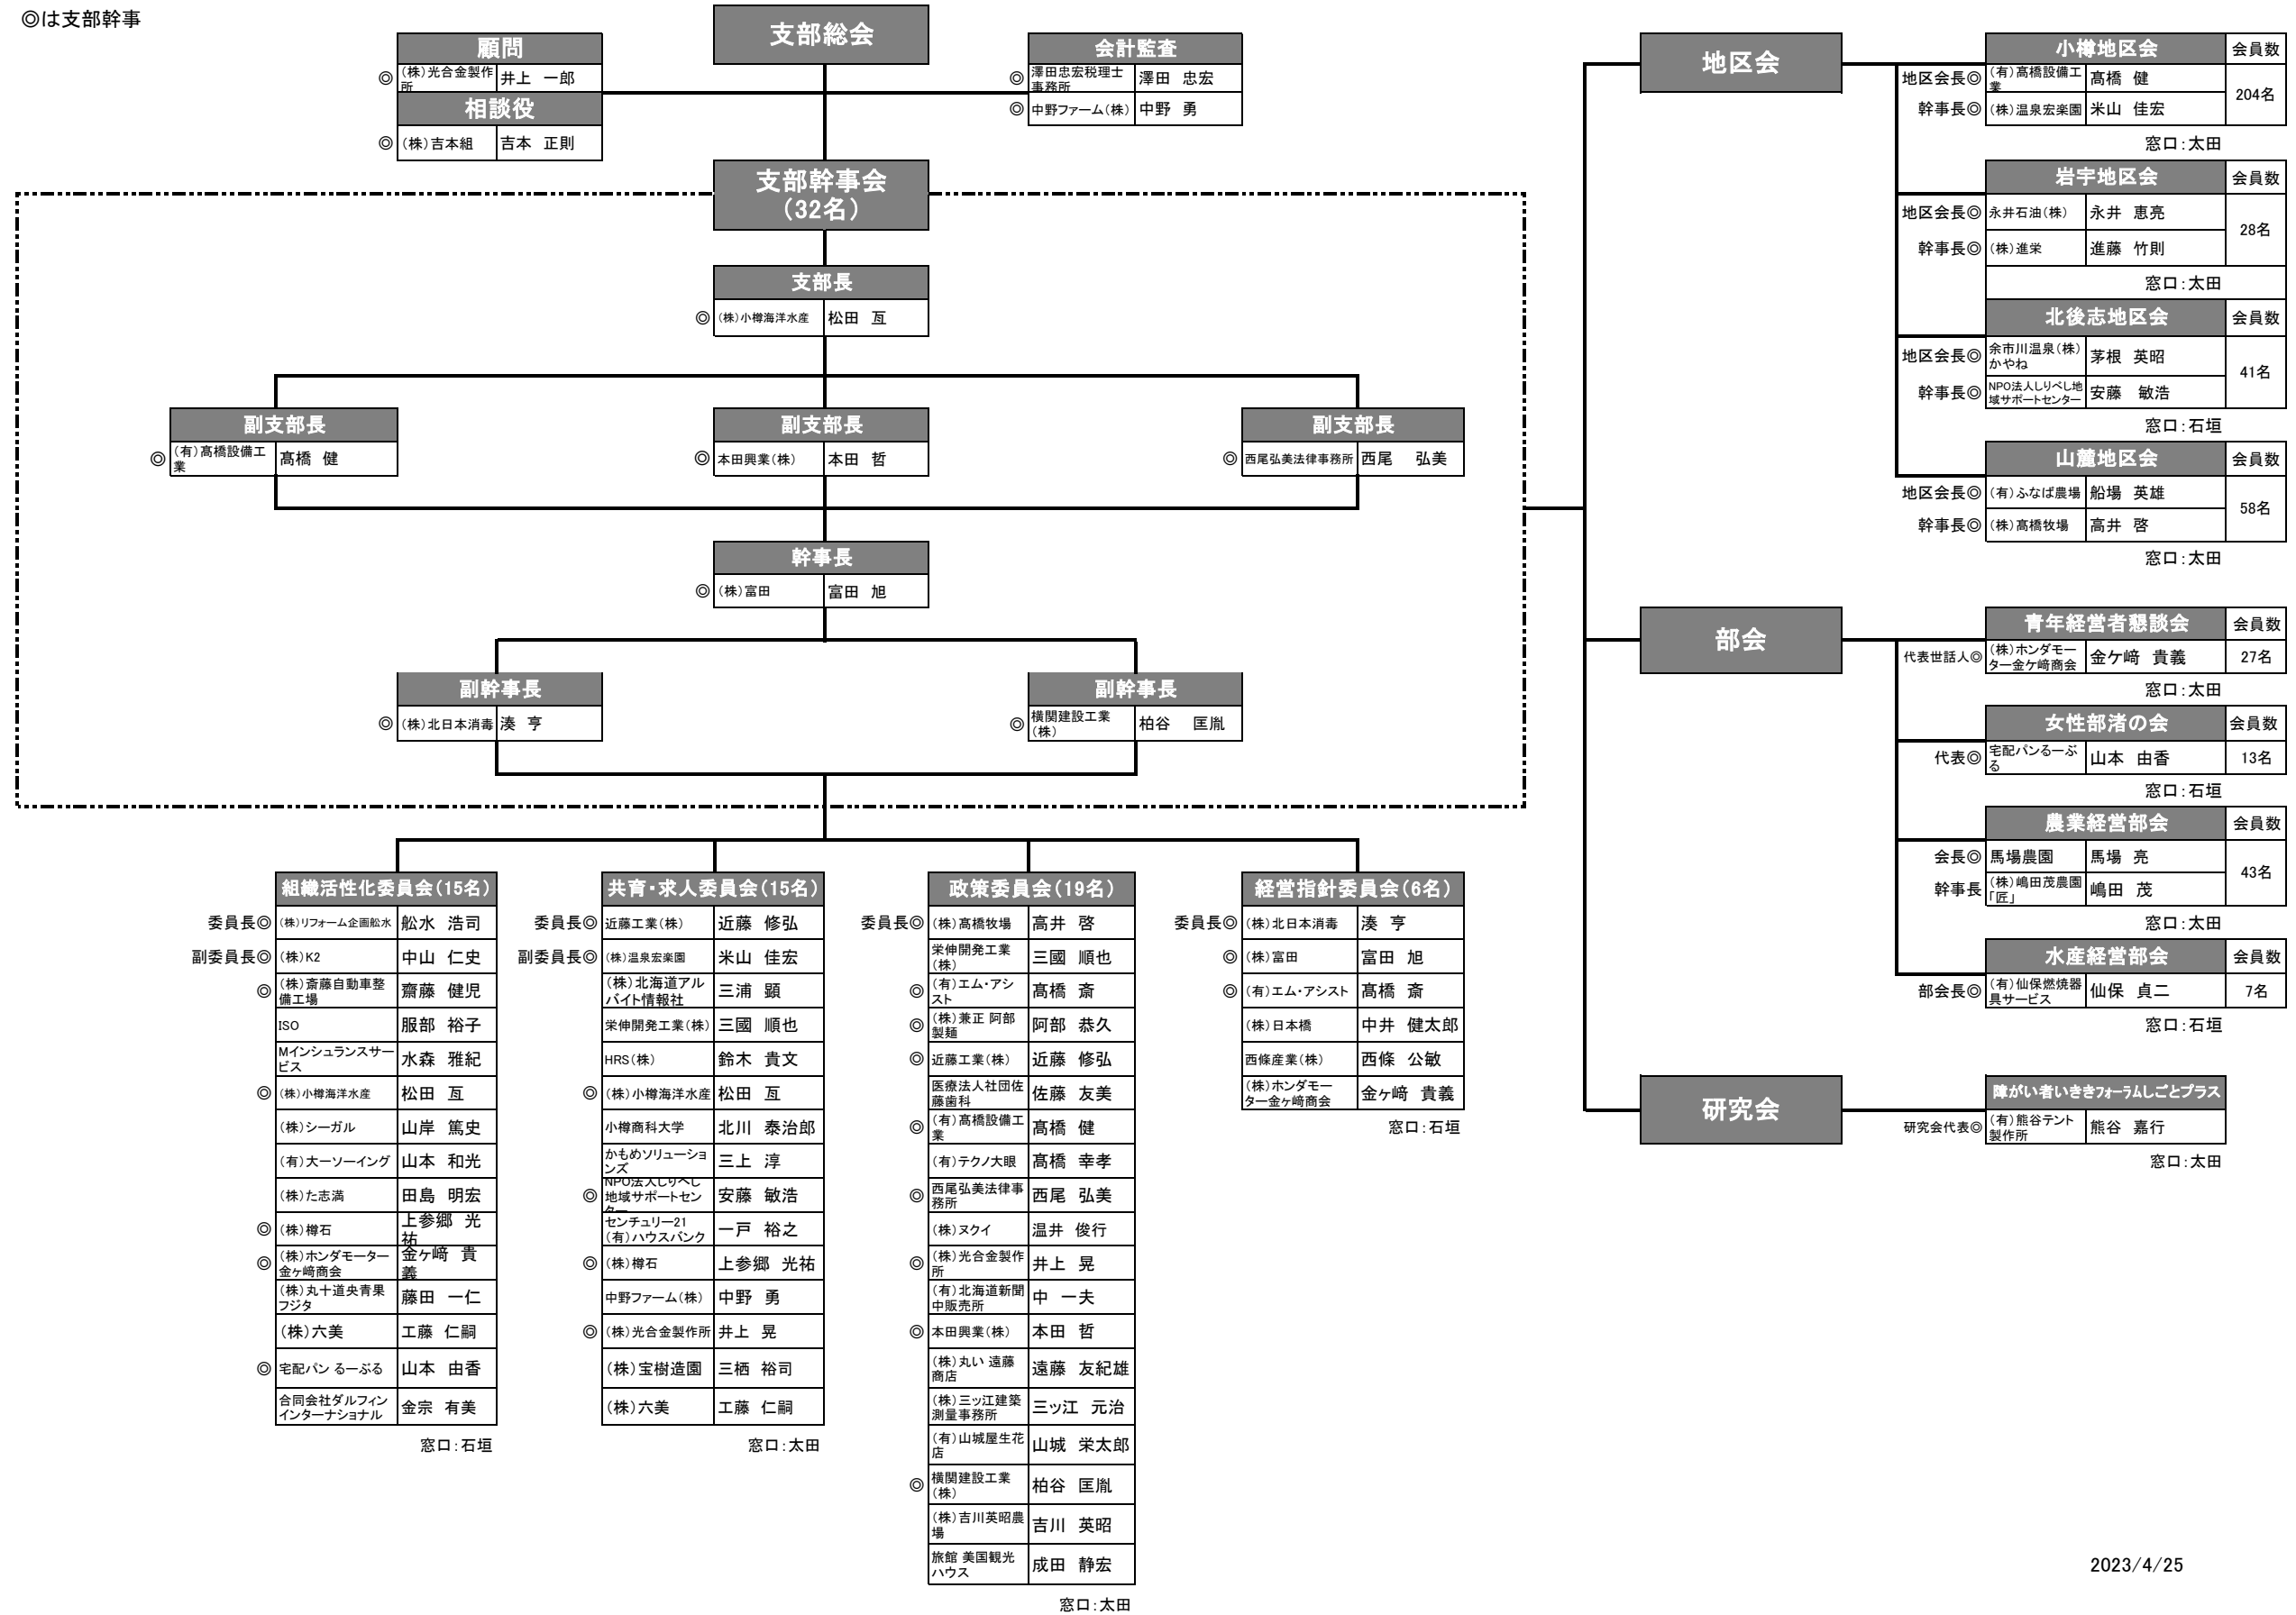 ◎は支部幹事
支部総会
顧問
◎ (株)光合金製作所 井上 一郎
相談役
◎ (株)吉本組 吉本 正則
会計監査
◎ 澤田忠宏税理士事務所 澤田 忠宏
◎ 中野ファーム(株) 中野 勇
支部幹事会
(32名)
支部長
◎ (株)小樽海洋水産 松田 亙
副支部長
◎ (有)髙橋設備工業 髙橋 健
副支部長
◎ 本田興業(株) 本田 哲
副支部長
◎ 西尾弘美法律事務所 西尾 弘美
幹事長
◎ (株)富田 富田 旭
副幹事長
◎ (株)北日本消毒 湊 亨
副幹事長
◎ 横関建設工業(株) 柏谷 匡胤
組織活性化委員会(15名)
委員長◎ (株)リフォーム企画舩水 舩水 浩司
副委員長◎ (株)K2 中山 仁史
◎ (株)斎藤自動車整備工場 齋藤 健児
ISO 服部 裕子
Mインシュランスサービス 水森 雅紀
◎ (株)小樽海洋水産 松田 亙
(株)シーガル 山岸 篤史
(有)大一ソーイング 山本 和光
(株)た志満 田島 明宏
◎ (株)樽石 上参郷 光祐
◎ (株)ホンダモーター金ヶ﨑商会 金ヶ﨑 貴義
(株)丸十道央青果フジタ 藤田 一仁
(株)六美 工藤 仁嗣
◎ 宅配パン るーぶる 山本 由香
合同会社ダルフィンインターナショナル 金宗 有美
窓口:石垣
共育・求人委員会(15名)
委員長◎ 近藤工業(株) 近藤 修弘
副委員長◎ (株)温泉宏楽園 米山 佳宏
(株)北海道アルバイト情報社 三浦 顕
栄伸開発工業(株) 三國 順也
HRS(株) 鈴木 貴文
◎ (株)小樽海洋水産 松田 亙
小樽商科大学 北川 泰治郎
かもめソリューションズ 三上 淳
◎ NPO法人しりべし地域サポートセンター 安藤 敏浩
センチュリー21(有)ハウスバンク 一戸 裕之
◎ (株)樽石 上参郷 光祐
中野ファーム(株) 中野 勇
◎ (株)光合金製作所 井上 晃
(株)宝樹造園 三栖 裕司
(株)六美 工藤 仁嗣
窓口:太田
政策委員会(19名)
委員長◎ (株)髙橋牧場 高井 啓
栄伸開発工業(株) 三國 順也
◎ (有)エム・アシスト 髙橋 斎
◎ (株)兼正 阿部製麺 阿部 恭久
◎ 近藤工業(株) 近藤 修弘
医療法人社団佐藤歯科 佐藤 友美
◎ (有)髙橋設備工業 髙橋 健
(有)テクノ大眼 髙橋 幸孝
◎ 西尾弘美法律事務所 西尾 弘美
(株)ヌクイ 温井 俊行
◎ (株)光合金製作所 井上 晃
(有)北海道新聞中販売所 中 一夫
◎ 本田興業(株) 本田 哲
(株)丸い 遠藤商店 遠藤 友紀雄
(株)三ッ江建築測量事務所 三ッ江 元治
(有)山城屋生花店 山城 栄太郎
◎ 横関建設工業(株) 柏谷 匡胤
(株)吉川英昭農場 吉川 英昭
旅館 美国観光ハウス 成田 静宏
窓口:太田
経営指針委員会(6名)
委員長◎ (株)北日本消毒 湊 亨
◎ (株)富田 富田 旭
◎ (有)エム・アシスト 髙橋 斎
(株)日本橋 中井 健太郎
西條産業(株) 西條 公敏
(株)ホンダモーター金ヶ﨑商会 金ヶ﨑 貴義
窓口:石垣
地区会
小樽地区会 会員数
地区会長◎ (有)髙橋設備工業 髙橋 健 204名
幹事長◎ (株)温泉宏楽園 米山 佳宏
窓口:太田
岩宇地区会 会員数
地区会長◎ 永井石油(株) 永井 恵亮 28名
幹事長◎ (株)進栄 進藤 竹則
窓口:太田
北後志地区会 会員数
地区会長◎ 余市川温泉(株)かやね 茅根 英昭 41名
幹事長◎ NPO法人しりべし地域サポートセンター 安藤 敏浩
窓口:石垣
山麓地区会 会員数
地区会長◎ (有)ふなば農場 船場 英雄 58名
幹事長◎ (株)髙橋牧場 高井 啓
窓口:太田
部会
青年経営者懇談会 会員数
代表世話人◎ (株)ホンダモーター金ケ﨑商会 金ケ﨑 貴義 27名
窓口:太田
女性部渚の会 会員数
代表◎ 宅配パンるーぶる 山本 由香 13名
窓口:石垣
農業経営部会 会員数
会長◎ 馬場農園 馬場 亮 43名
幹事長 (株)嶋田茂農園「匠」 嶋田 茂
窓口:太田
水産経営部会 会員数
部会長◎ (有)仙保燃焼器具サービス 仙保 貞二 7名
窓口:石垣
研究会
障がい者いききフォーラムしごとプラス
研究会代表◎ (有)熊谷テント製作所 熊谷 嘉行
窓口:太田
2023/4/25